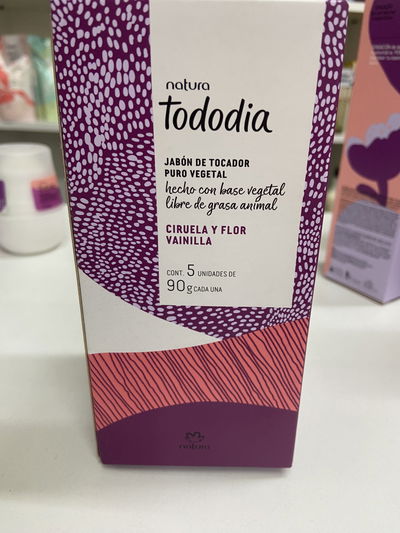 natura
Tododia
JABÓN DE TOCADOR
PURO VEGETAL
hecho con base vegetal
libre de grasa animal
CIRUELA Y FLOR
VAINILLA
CONT. 5 UNIDADES DE
90g CADA UNA
natura